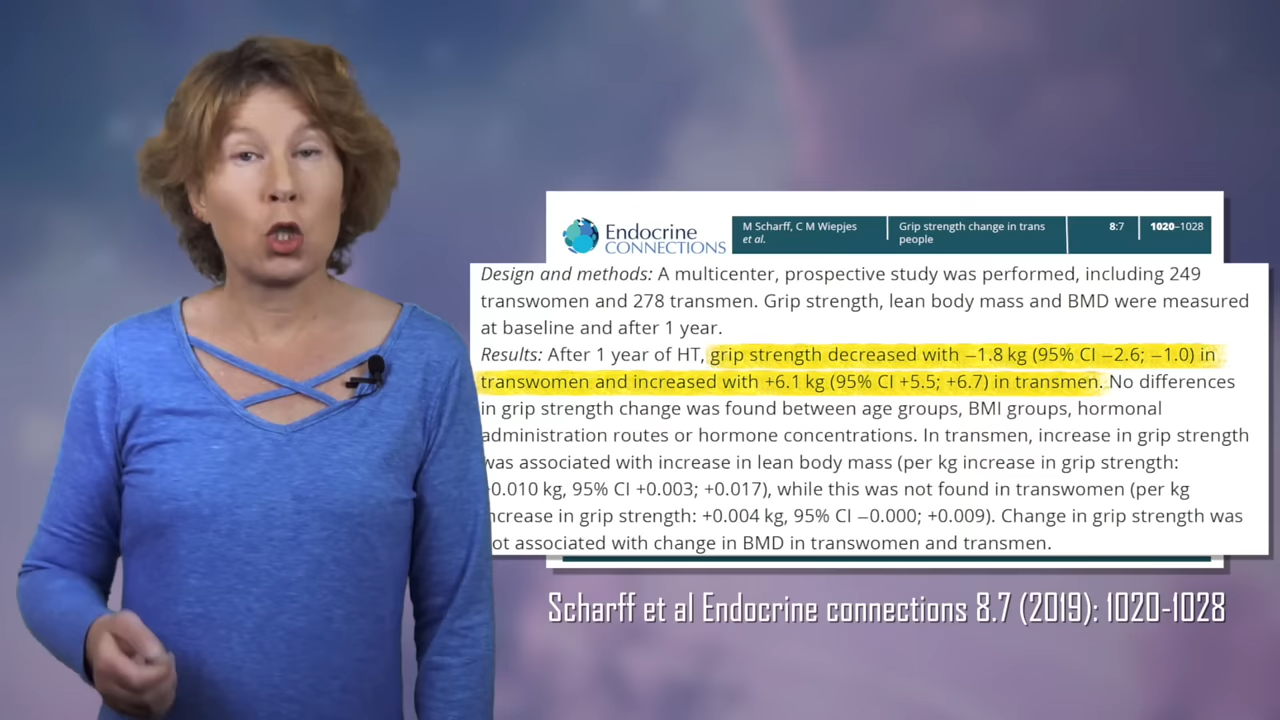 Endocrine
CONNECTIONS
M Scharff, C M Wiepjes
et al.
Grip strength change in trans
people
8:7
1020–1028
Design and methods: A multicenter, prospective study was performed, including 249
transwomen and 278 transmen. Grip strength, lean body mass and BMD were measured
at baseline and after 1 year.
Results: After 1 year of HT, grip strength decreased with −1.8 kg (95% CI −2.6; −1.0) in
transwomen and increased with +6.1 kg (95% CI +5.5; +6.7) in transmen. No differences
in grip strength change was found between age groups, BMI groups, hormonal
administration routes or hormone concentrations. In transmen, increase in grip strength
was associated with increase in lean body mass (per kg increase in grip strength:
0.010 kg, 95% CI +0.003; +0.017), while this was not found in transwomen (per kg
increase in grip strength: +0.004 kg, 95% CI −0.000; +0.009). Change in grip strength was
not associated with change in BMD in transwomen and transmen.
Scharff et al Endocrine connections 8.7 (2019): 1020-1028